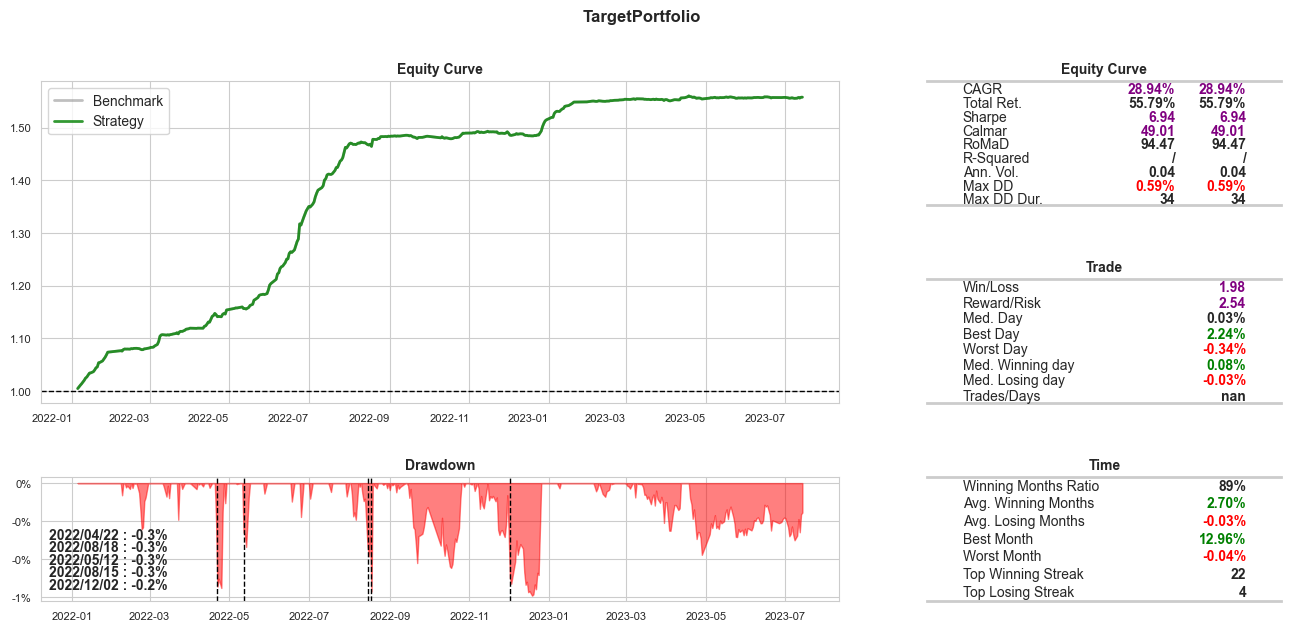 TargetPortfolio
Equity Curve
Benchmark
Strategy
1.50
1.40
1.30
1.20
1.10
1.00
2022-01 2022-03 2022-05 2022-07 2022-09 2022-11 2023-01 2023-03 2023-05 2023-07
Equity Curve
CAGR 28.94% 28.94%
Total Ret. 55.79% 55.79%
Sharpe 6.94 6.94
Calmar 49.01 49.01
RoMaD 94.47 94.47
R-Squared / /
Ann. Vol. 0.04 0.04
Max DD 0.59% 0.59%
Max DD Dur. 34 34
Trade
Win/Loss 1.98
Reward/Risk 2.54
Med. Day 0.03%
Best Day 2.24%
Worst Day -0.34%
Med. Winning day 0.08%
Med. Losing day -0.03%
Trades/Days nan
Drawdown
0%
-0%
-0%
-1%
2022/04/22 : -0.3%
2022/08/18 : -0.3%
2022/05/12 : -0.3%
2022/08/15 : -0.3%
2022/12/02 : -0.2%
2022-01 2022-03 2022-05 2022-07 2022-09 2022-11 2023-01 2023-03 2023-05 2023-07
Time
Winning Months Ratio 89%
Avg. Winning Months 2.70%
Avg. Losing Months -0.03%
Best Month 12.96%
Worst Month -0.04%
Top Winning Streak 22
Top Losing Streak 4